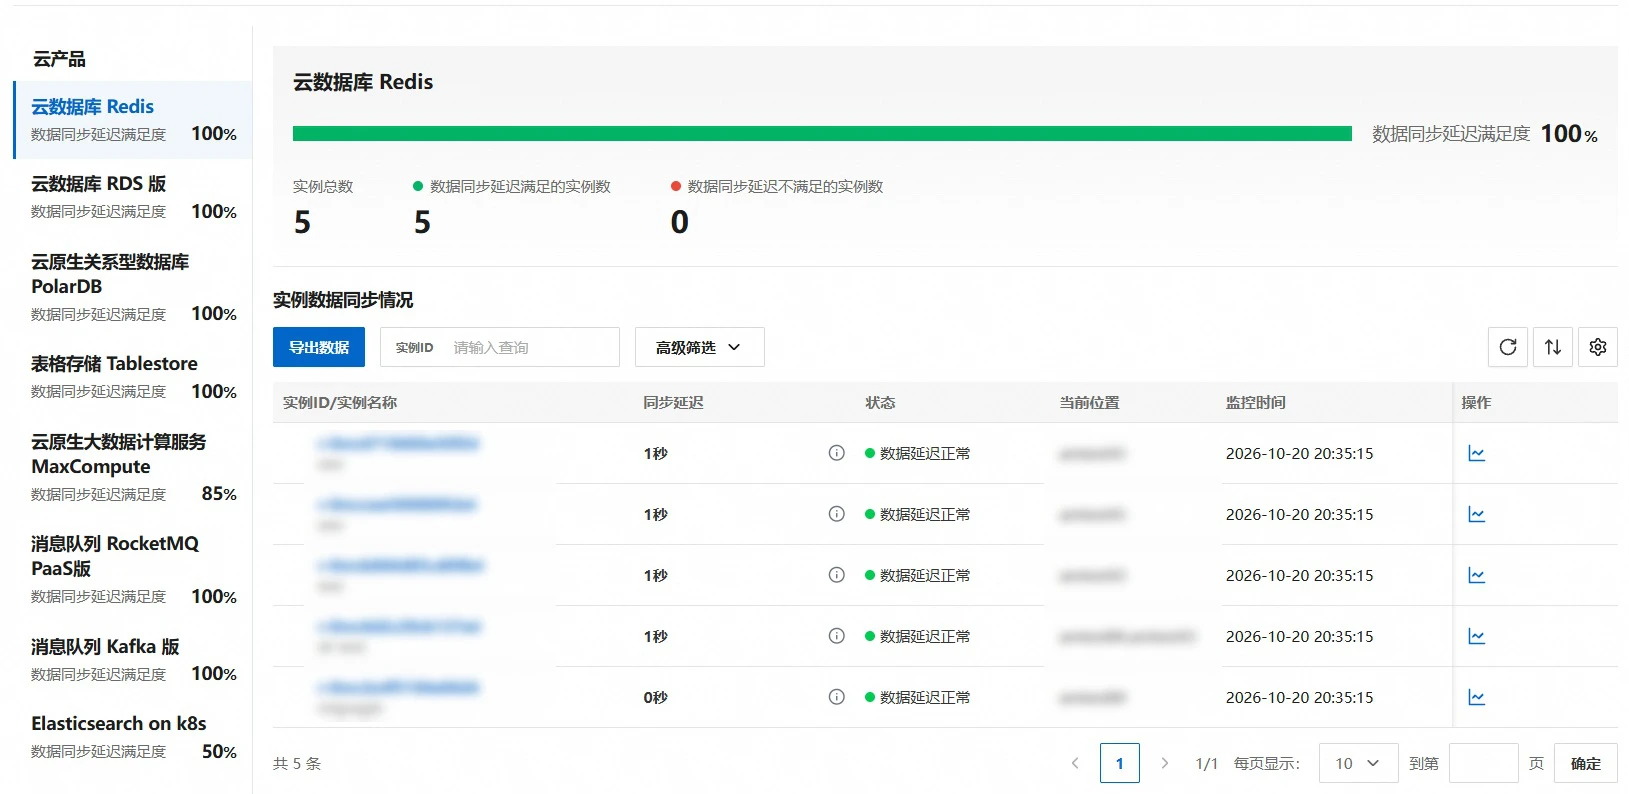 云产品
云数据库 Redis
数据同步延迟满足度 100%
云数据库 RDS 版
数据同步延迟满足度 100%
云原生关系型数据库
PolarDB
数据同步延迟满足度 100%
表格存储 Tablestore
数据同步延迟满足度 100%
云原生大数据计算服务
MaxCompute
数据同步延迟满足度 85%
消息队列 RocketMQ
PaaS版
数据同步延迟满足度 100%
消息队列 Kafka 版
数据同步延迟满足度 100%
Elasticsearch on k8s
数据同步延迟满足度 50%
云数据库 Redis
数据同步延迟满足度 100%
实例总数 数据同步延迟满足的实例数 数据同步延迟不满足的实例数
5 5 0
实例数据同步情况
导出数据 实例ID 请输入查询 高级筛选
实例ID/实例名称 同步延迟 状态 当前位置 监控时间 操作
1秒 数据延迟正常 2026-10-20 20:35:15
1秒 数据延迟正常 2026-10-20 20:35:15
1秒 数据延迟正常 2026-10-20 20:35:15
1秒 数据延迟正常 2026-10-20 20:35:15
0秒 数据延迟正常 2026-10-20 20:35:15
共 5 条 1 1/1 每页显示: 10 到第 页 确定